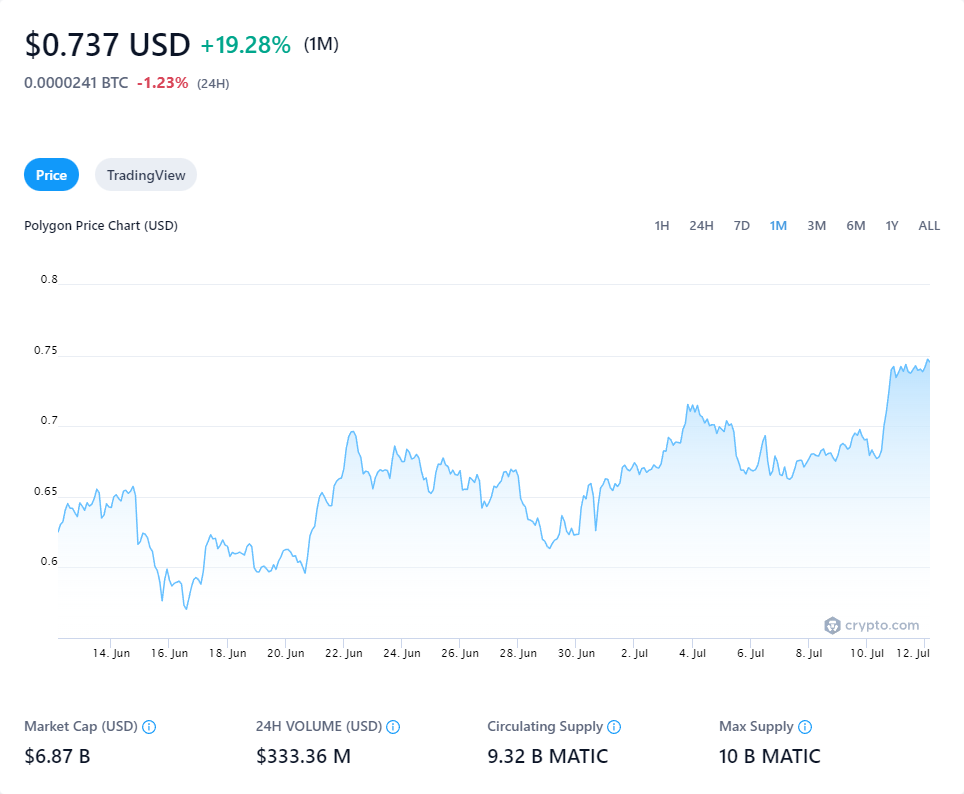 $0.737 USD +19.28% (1M)
0.0000241 BTC -1.23% (24H)
Price TradingView
Polygon Price Chart (USD) 1H 24H 7D 1M 3M 6M 1Y ALL
0.8
0.75
0.7
0.65
0.6
crypto.com
14. Jun 16. Jun 18. Jun 20. Jun 22. Jun 24. Jun 26. Jun 28. Jun 30. Jun 2. Jul 4. Jul 6. Jul 8. Jul 10. Jul 12. Jul
Market Cap (USD) 24H VOLUME (USD) Circulating Supply Max Supply
$6.87 B $333.36 M 9.32 B MATIC 10 B MATIC